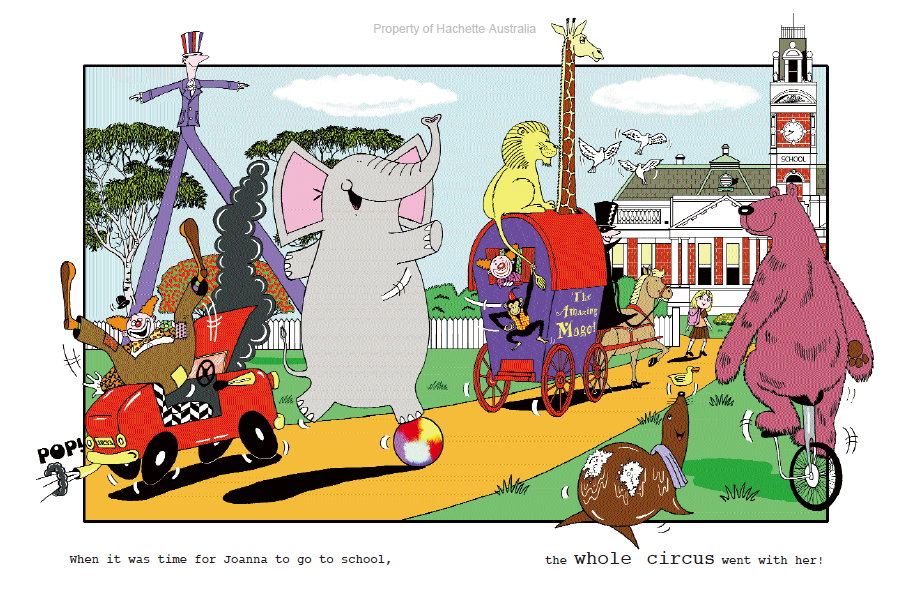 Property of Hachette Australia
SCHOOL
The
Amazing
Mago!
POP!
When it was time for Joanna to go to school,
the whole circus went with her!